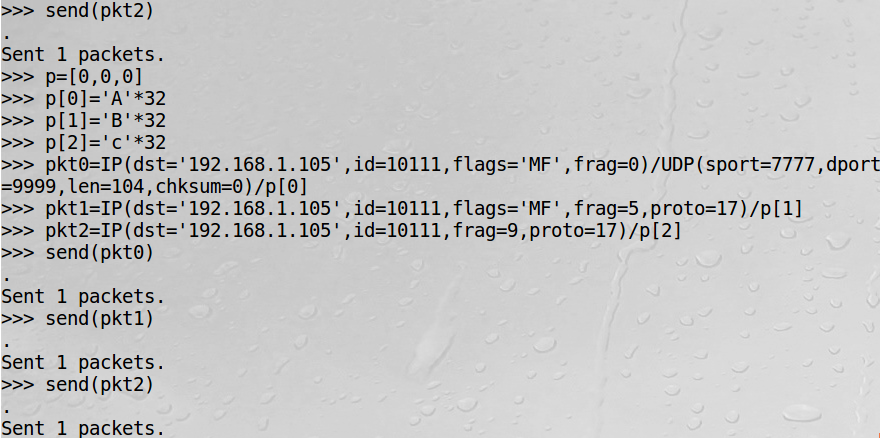 >>> send(pkt2)
.
Sent 1 packets.
>>> p=[0,0,0]
>>> p[0]='A'*32
>>> p[1]='B'*32
>>> p[2]='c'*32
>>> pkt0=IP(dst='192.168.1.105',id=10111,flags='MF',frag=0)/UDP(sport=7777,dport
=9999,len=104,chksum=0)/p[0]
>>> pkt1=IP(dst='192.168.1.105',id=10111,flags='MF',frag=5,proto=17)/p[1]
>>> pkt2=IP(dst='192.168.1.105',id=10111,frag=9,proto=17)/p[2]
>>> send(pkt0)
.
Sent 1 packets.
>>> send(pkt1)
.
Sent 1 packets.
>>> send(pkt2)
.
Sent 1 packets.